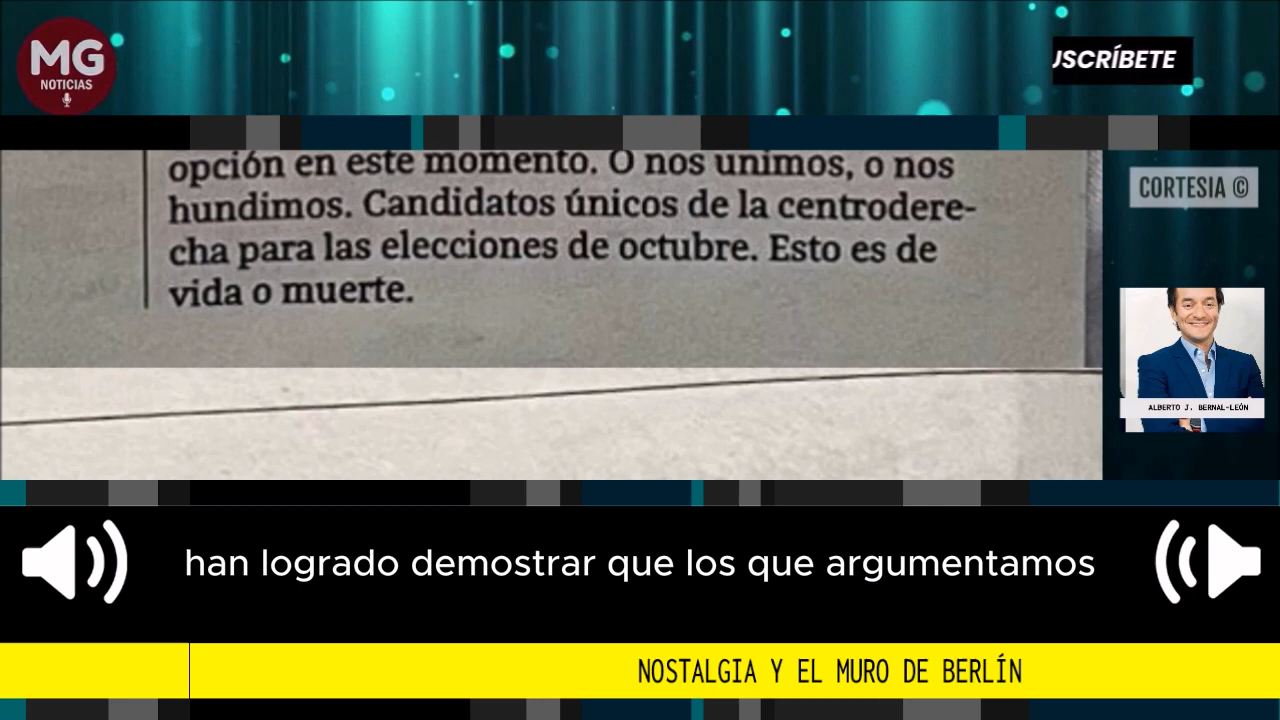 MG
NOTICIAS
USCRÍBETE
opción en este momento. O nos unimos, o nos
hundimos. Candidatos únicos de la centrodere-
cha para las elecciones de octubre. Esto es de
vida o muerte.
CORTESIA ©
ALBERTO J. BERNAL-LEÓN
han logrado demostrar que los que argumentamos
NOSTALGIA Y EL MURO DE BERLÍN